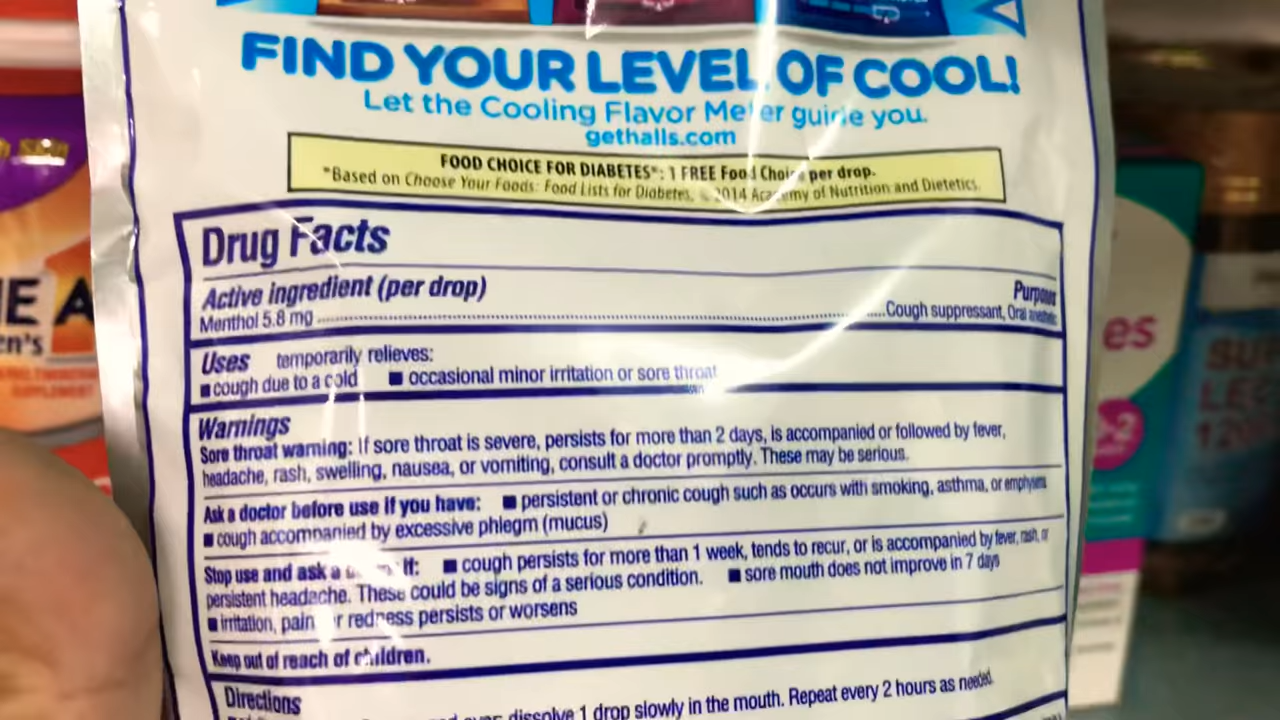 FIND YOUR LEVEL OF COOL!
Let the Cooling Flavor Meter guide you.
gethalls.com
FOOD CHOICE FOR DIABETES*: 1 FREE Food Choice per drop.
*Based on Choose Your Foods: Food Lists for Diabetes, © 2014 Academy of Nutrition and Dietetics.
Drug Facts
Active ingredient (per drop) Purposes
Menthol 5.8 mg Cough suppressant, Oral anesthetic
Uses temporarily relieves:
■ cough due to a cold ■ occasional minor irritation or sore throat
Warnings
Sore throat warning: If sore throat is severe, persists for more than 2 days, is accompanied or followed by fever,
headache, rash, swelling, nausea, or vomiting, consult a doctor promptly. These may be serious.
Ask a doctor before use if you have: ■ persistent or chronic cough such as occurs with smoking, asthma, or emphysema
■ cough accompanied by excessive phlegm (mucus)
Stop use and ask a if: ■ cough persists for more than 1 week, tends to recur, or is accompanied by fever, rash, or
persistent headache. These could be signs of a serious condition. ■ sore mouth does not improve in 7 days
■ irritation, pain or redness persists or worsens
Keep out of reach of children.
Directions
over dissolve 1 drop slowly in the mouth. Repeat every 2 hours as needed.
E A
en's
es